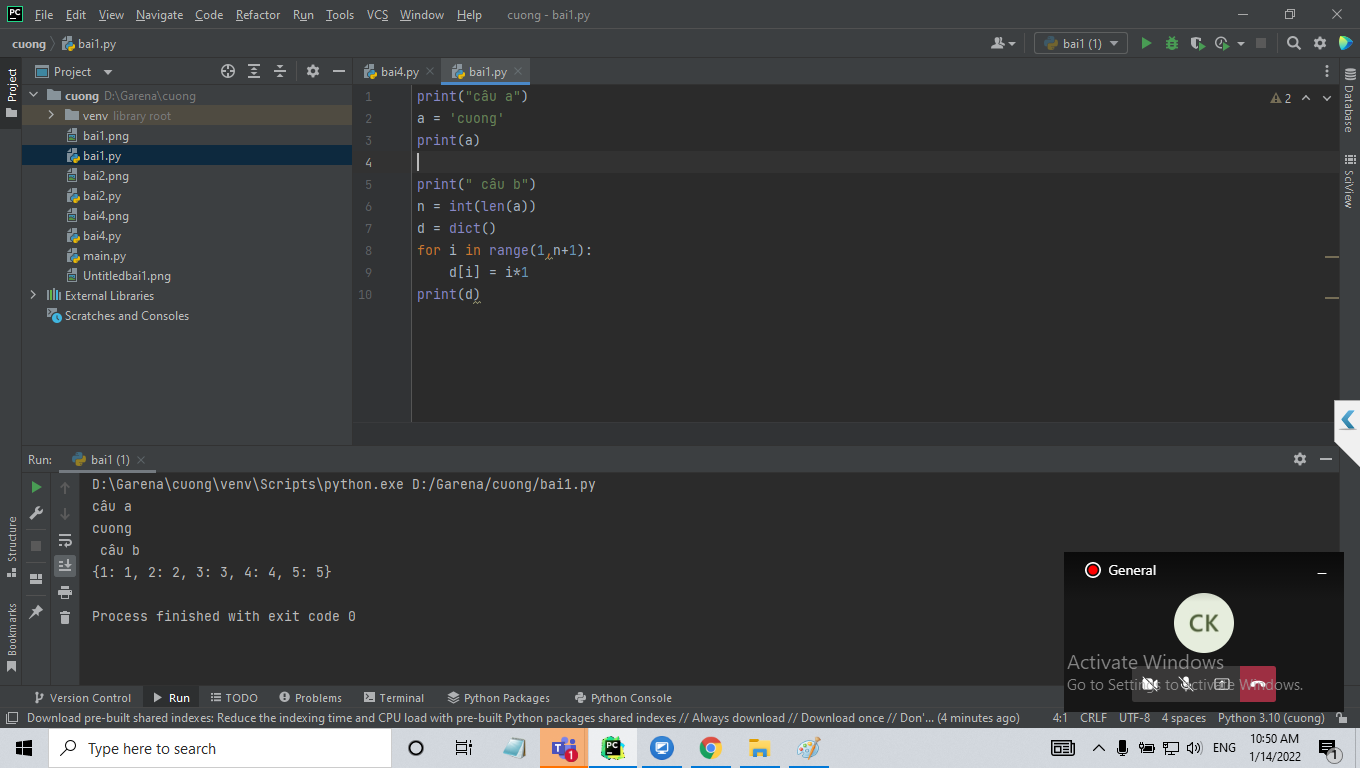 PC File Edit View Navigate Code Refactor Run Tools VCS Window Help cuong - bai1.py
cuong bai1.py bai1 (1)
Project
Project
bai4.py bai1.py
cuong D:\Garena\cuong
venv library root
bai1.png
bai1.py
bai2.png
bai2.py
bai4.png
bai4.py
main.py
Untitledbai1.png
External Libraries
Scratches and Consoles
1 print("câu a")
2 a = 'cuong'
3 print(a)
4
5 print(" câu b")
6 n = int(len(a))
7 d = dict()
8 for i in range(1,n+1):
9 d[i] = i*1
10 print(d)
2
Database
SciView
Run: bai1 (1)
D:\Garena\cuong\venv\Scripts\python.exe D:/Garena/cuong/bai1.py
câu a
cuong
câu b
{1: 1, 2: 2, 3: 3, 4: 4, 5: 5}
Process finished with exit code 0
Structure
Bookmarks
General
CK
Activate Windows
Go to Settings to Activate Windows.
Version Control Run TODO Problems Terminal Python Packages Python Console
Download pre-built shared indexes: Reduce the indexing time and CPU load with pre-built Python packages shared indexes // Always download // Download once // Don'... (4 minutes ago) 4:1 CRLF UTF-8 4 spaces Python 3.10 (cuong)
Type here to search 1 PC ENG 10:50 AM
1/14/2022 1